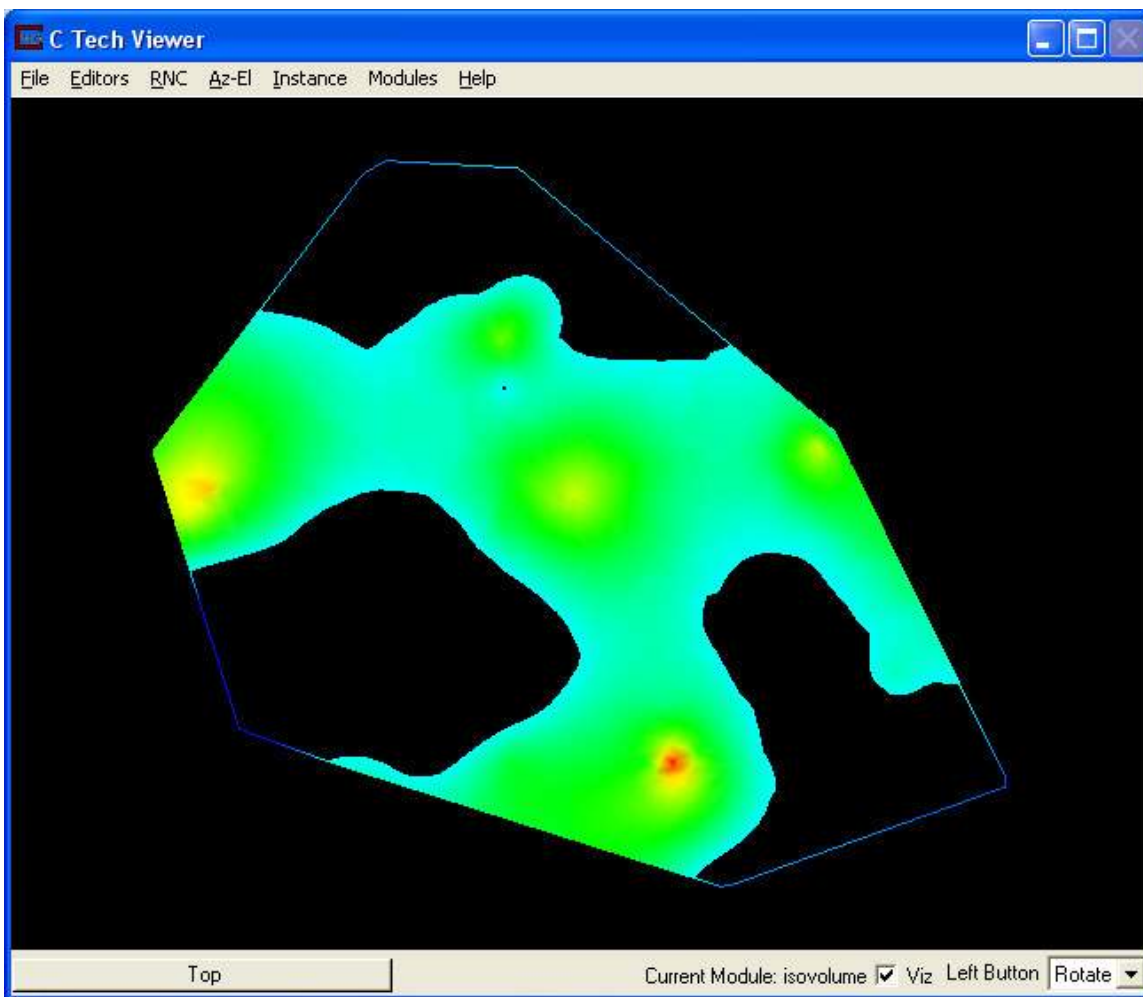 C Tech Viewer
File Editors RNC Az-El Instance Modules Help
Top Current Module: isovolume Viz Left Button Rotate